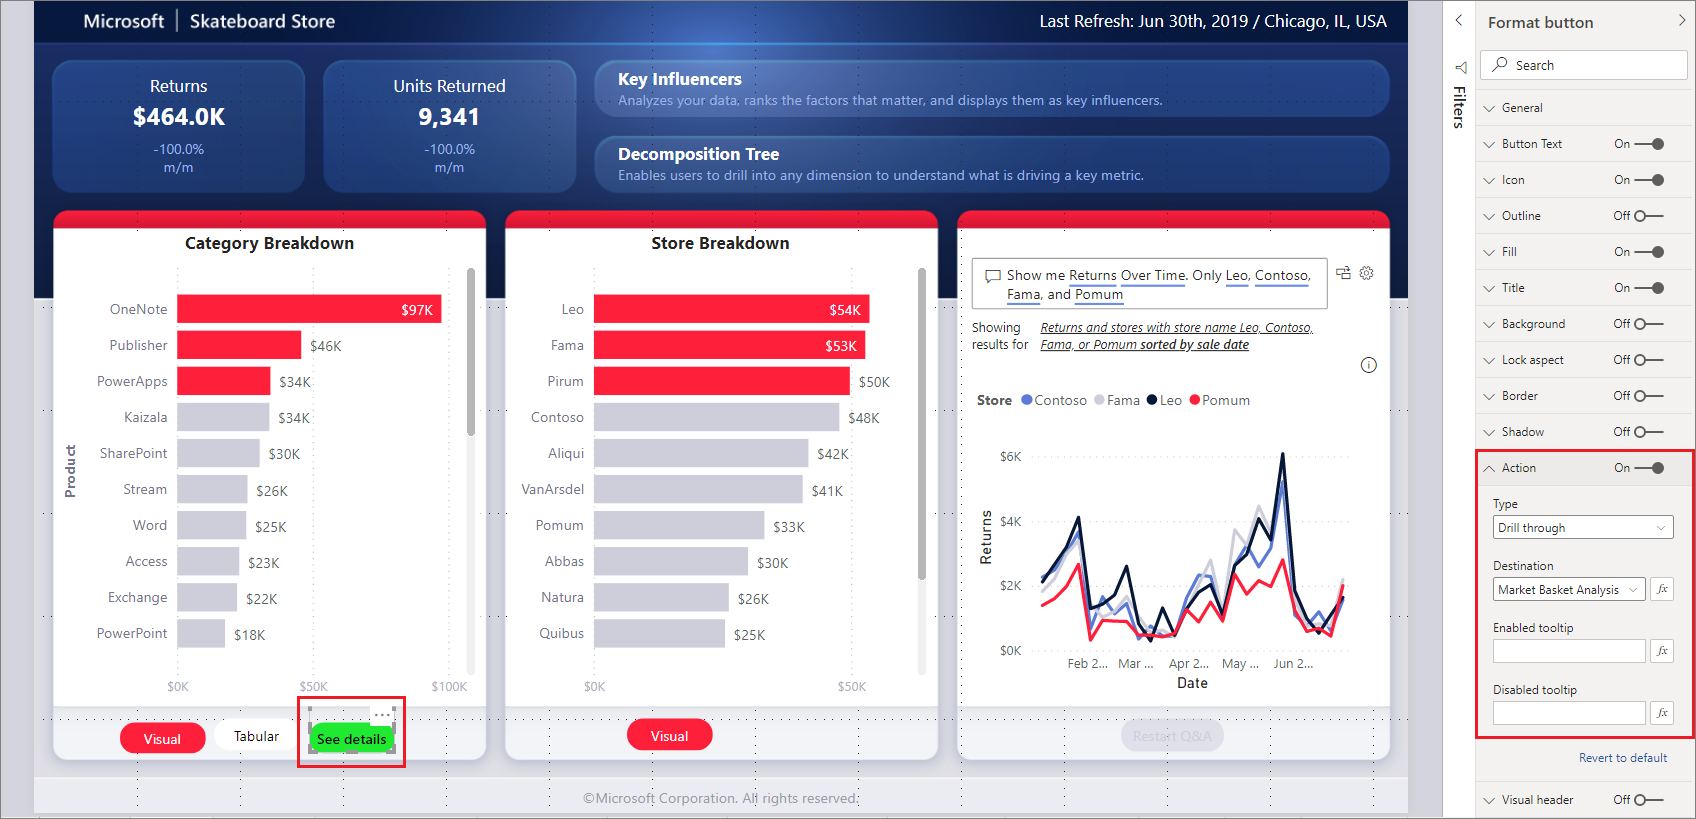 Microsoft | Skateboard Store
Last Refresh: Jun 30th, 2019 / Chicago, IL, USA
Returns
$464.0K
-100.0%
m/m
Units Returned
9,341
-100.0%
m/m
Key Influencers
Analyzes your data, ranks the factors that matter, and displays them as key influencers.
Decomposition Tree
Enables users to drill into any dimension to understand what is driving a key metric.
Category Breakdown
Product
OneNote $97K
Publisher $46K
PowerApps $34K
Kaizala $34K
SharePoint $30K
Stream $26K
Word $25K
Access $23K
Exchange $22K
PowerPoint $18K
$0K $50K $100K
Visual
Tabular
...
See details
Store Breakdown
Leo $54K
Fama $53K
Pirum $50K
Contoso $48K
Aliqui $42K
VanArsdel $41K
Pomum $33K
Abbas $30K
Natura $26K
Quibus $25K
$0K $50K
Visual
Show me Returns Over Time. Only Leo, Contoso,
Fama, and Pomum
Showing
results for
Returns and stores with store name Leo, Contoso,
Fama, or Pomum sorted by sale date
Store Contoso Fama Leo Pomum
Returns
$6K
$4K
$2K
$0K
Feb 2... Mar ... Apr 2... May ... Jun 2...
Date
Restart Q&A
©Microsoft Corporation. All rights reserved.
Filters
Format button
Search
General
Button Text On
Icon On
Outline Off
Fill On
Title On
Background Off
Lock aspect Off
Border Off
Shadow Off
Action On
Type
Drill through
Destination
Market Basket Analysis fx
Enabled tooltip
fx
Disabled tooltip
fx
Revert to default
Visual header Off